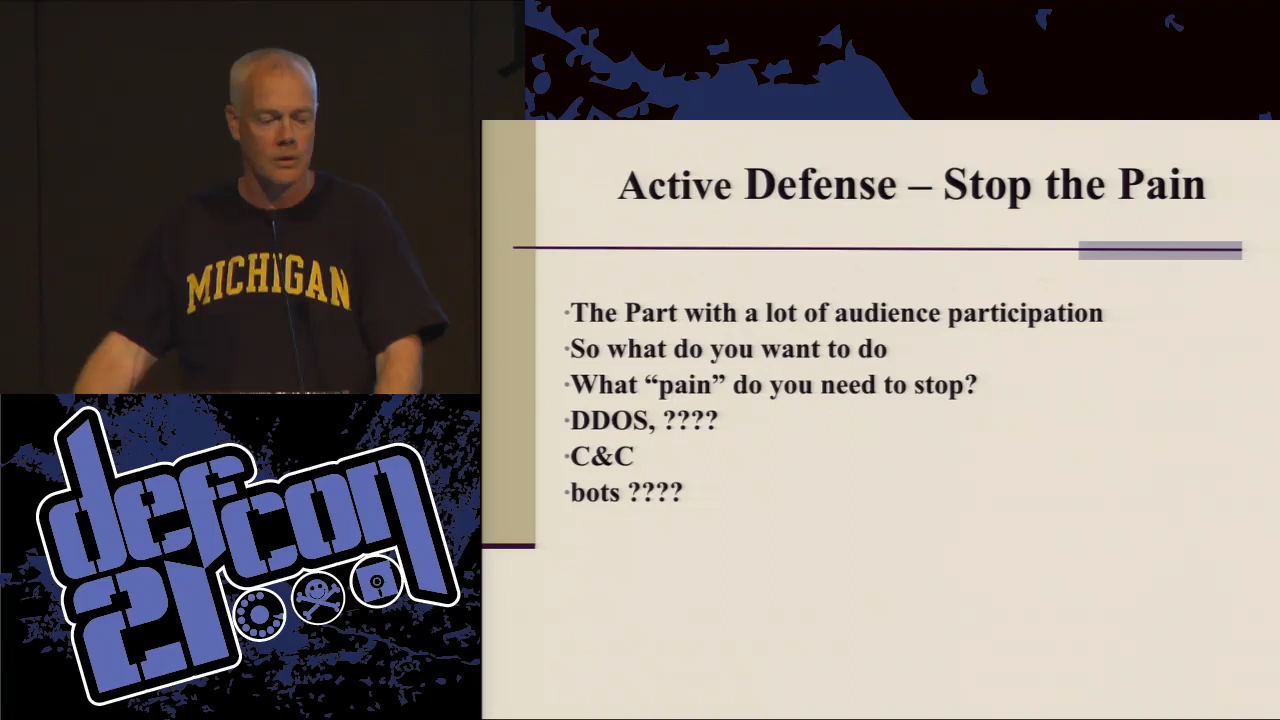 MICHIGAN
Active Defense – Stop the Pain
·The Part with a lot of audience participation
·So what do you want to do
·What “pain” do you need to stop?
·DDOS, ????
·C&C
·bots ????
defcon
21